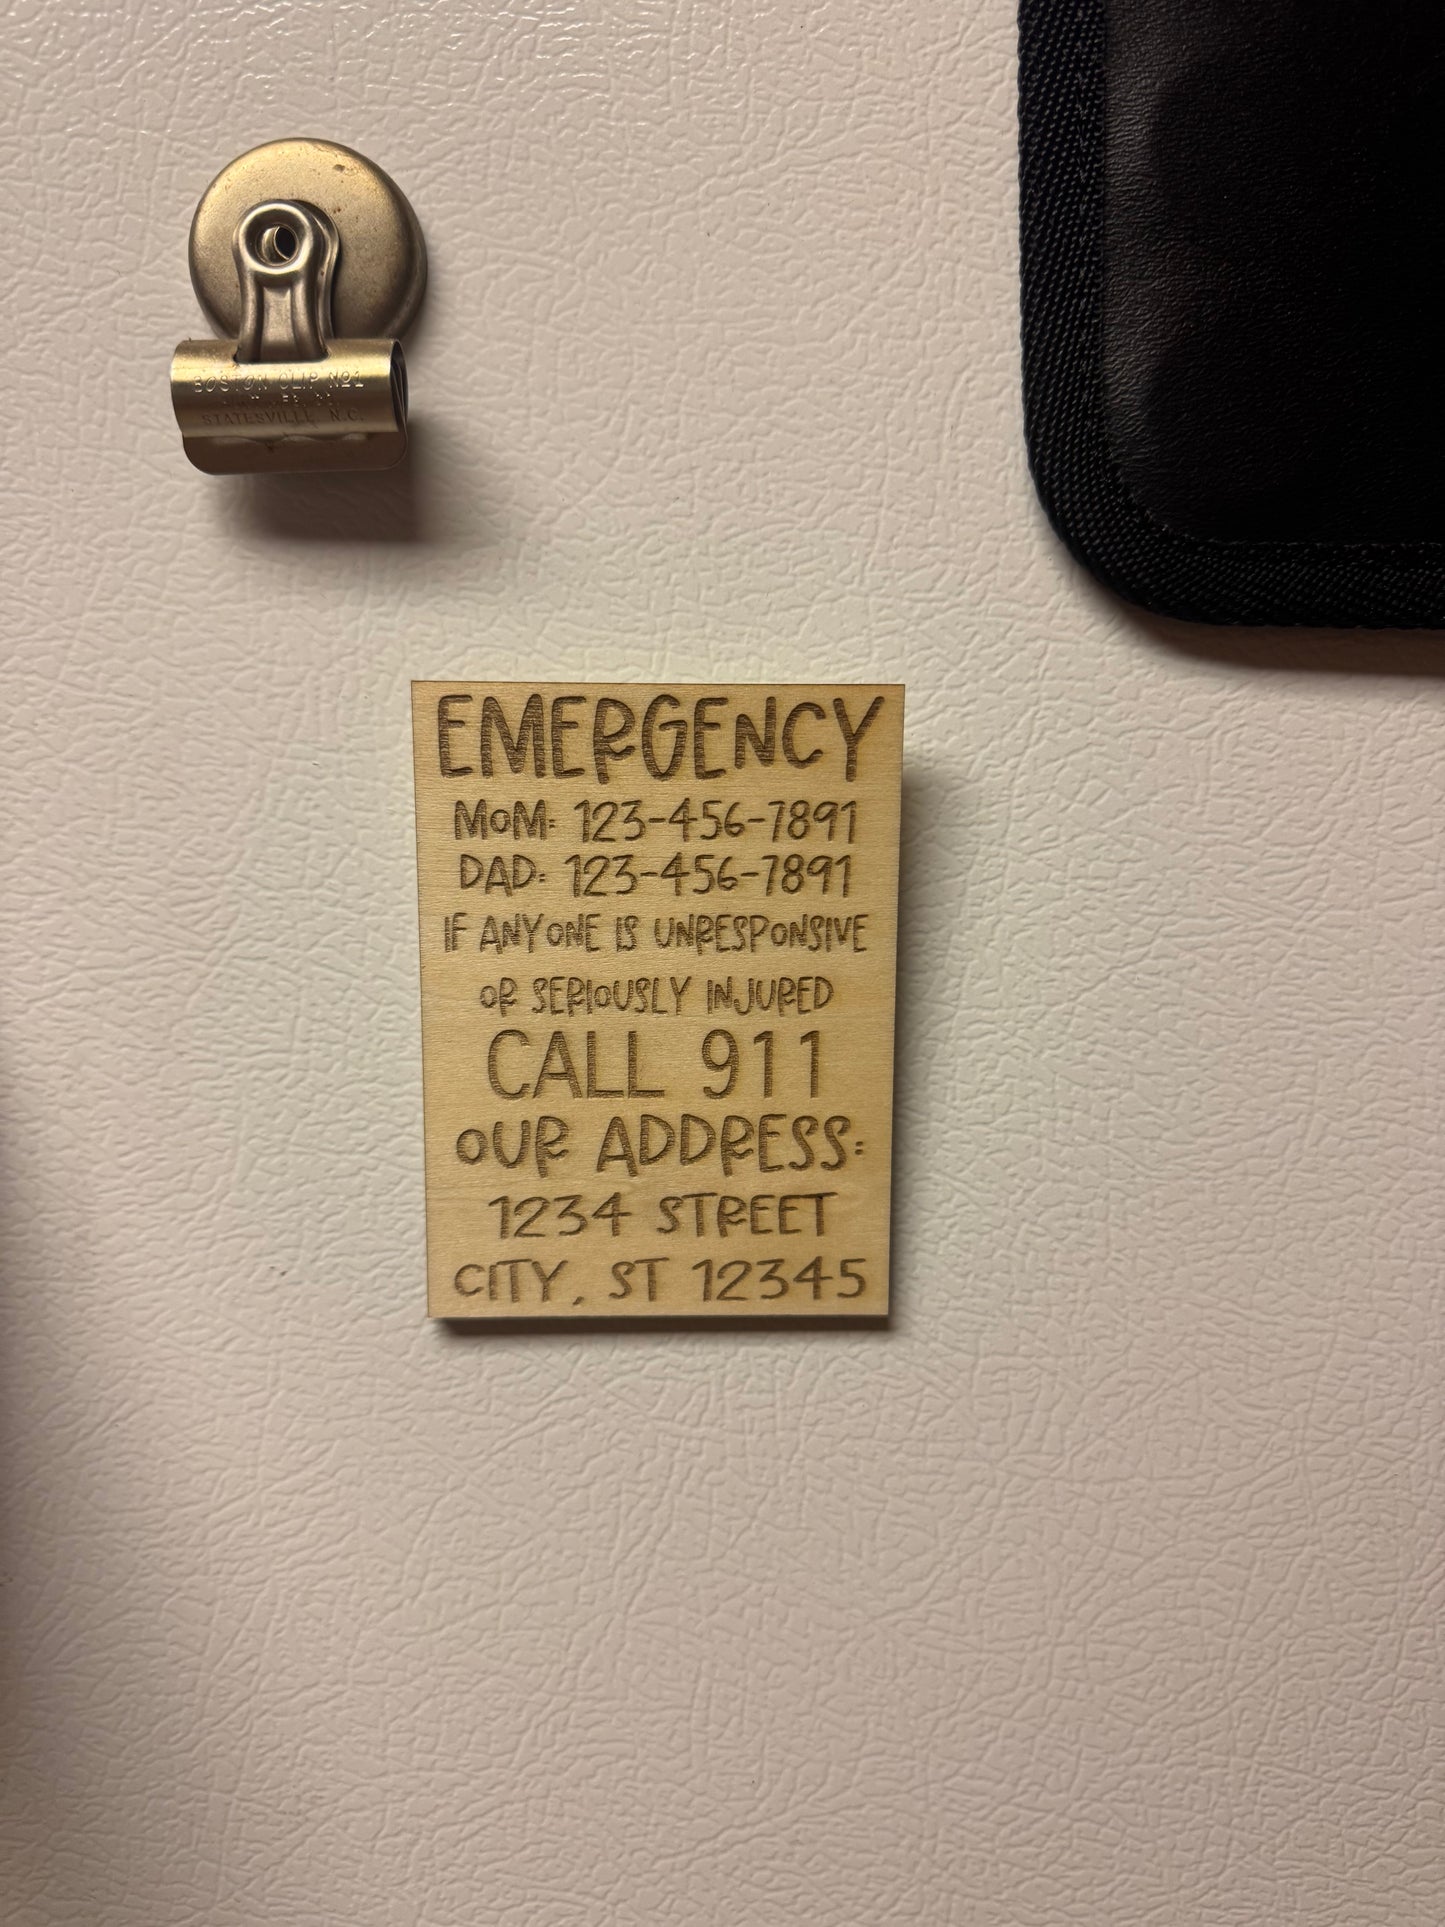 BOSTON CLIP No1
STATESVILLE, N.C.
EMERGENCY
MOM: 123-456-7891
DAD: 123-456-7891
IF ANYONE IS UNRESPONSIVE
OR SERIOUSLY INJURED
CALL 911
OUR ADDRESS:
1234 STREET
CITY, ST 12345